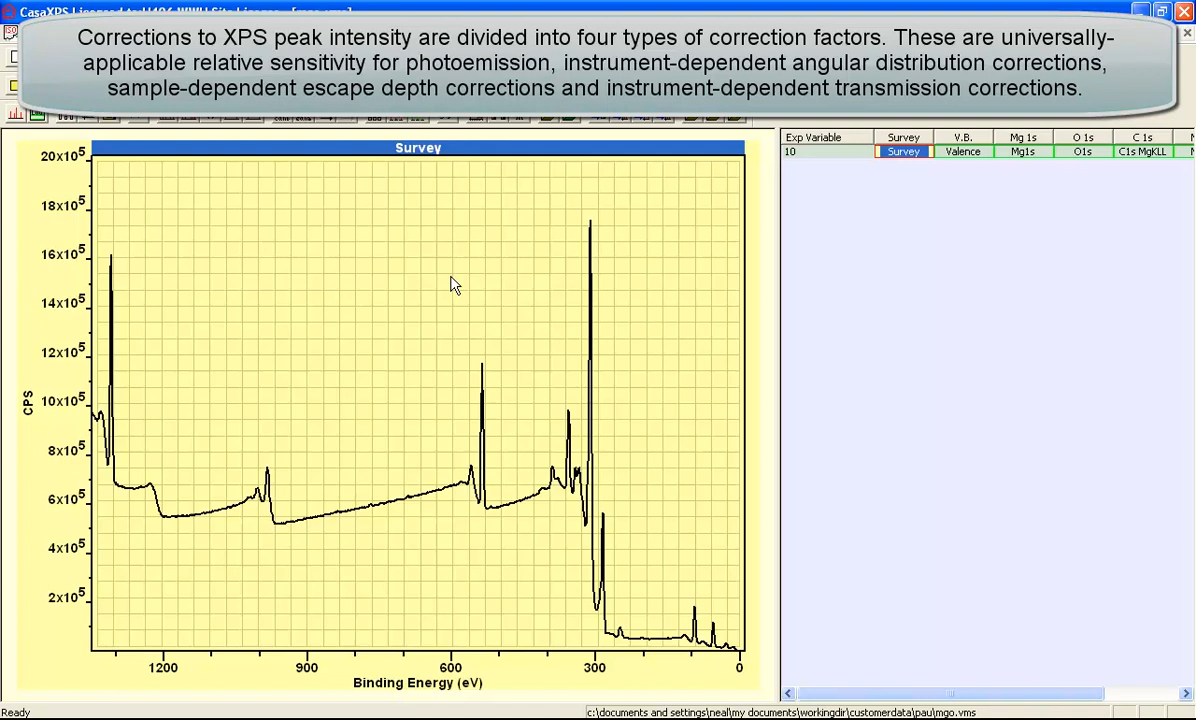 CasaXPS Licensed to:
Corrections to XPS peak intensity are divided into four types of correction factors. These are universally-
applicable relative sensitivity for photoemission, instrument-dependent angular distribution corrections,
sample-dependent escape depth corrections and instrument-dependent transmission corrections.
Survey
20x10⁵
18x10⁵
16x10⁵
14x10⁵
12x10⁵
10x10⁵
8x10⁵
6x10⁵
4x10⁵
2x10⁵
CPS
1200 900 600 300 0
Binding Energy (eV)
Exp Variable Survey V.B. Mg 1s O 1s C 1s
10 Survey Valence Mg1s O1s C1s MgKLL
Ready c:\documents and settings\neal\my documents\workingdir\customerdata\pau\mgo.vms